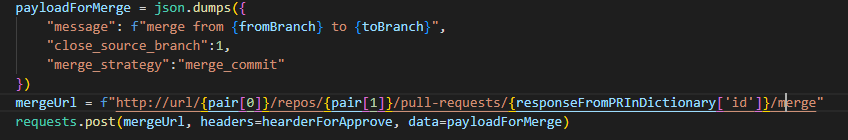 payloadForMerge = json.dumps({
"message": f"merge from {fromBranch} to {toBranch}",
"close_source_branch":1,
"merge_strategy":"merge_commit"
})
mergeUrl = f"http://url/{pair[0]}/repos/{pair[1]}/pull-requests/{responseFromPRInDictionary['id']}/merge"
requests.post(mergeUrl, headers=hearderForApprove, data=payloadForMerge)